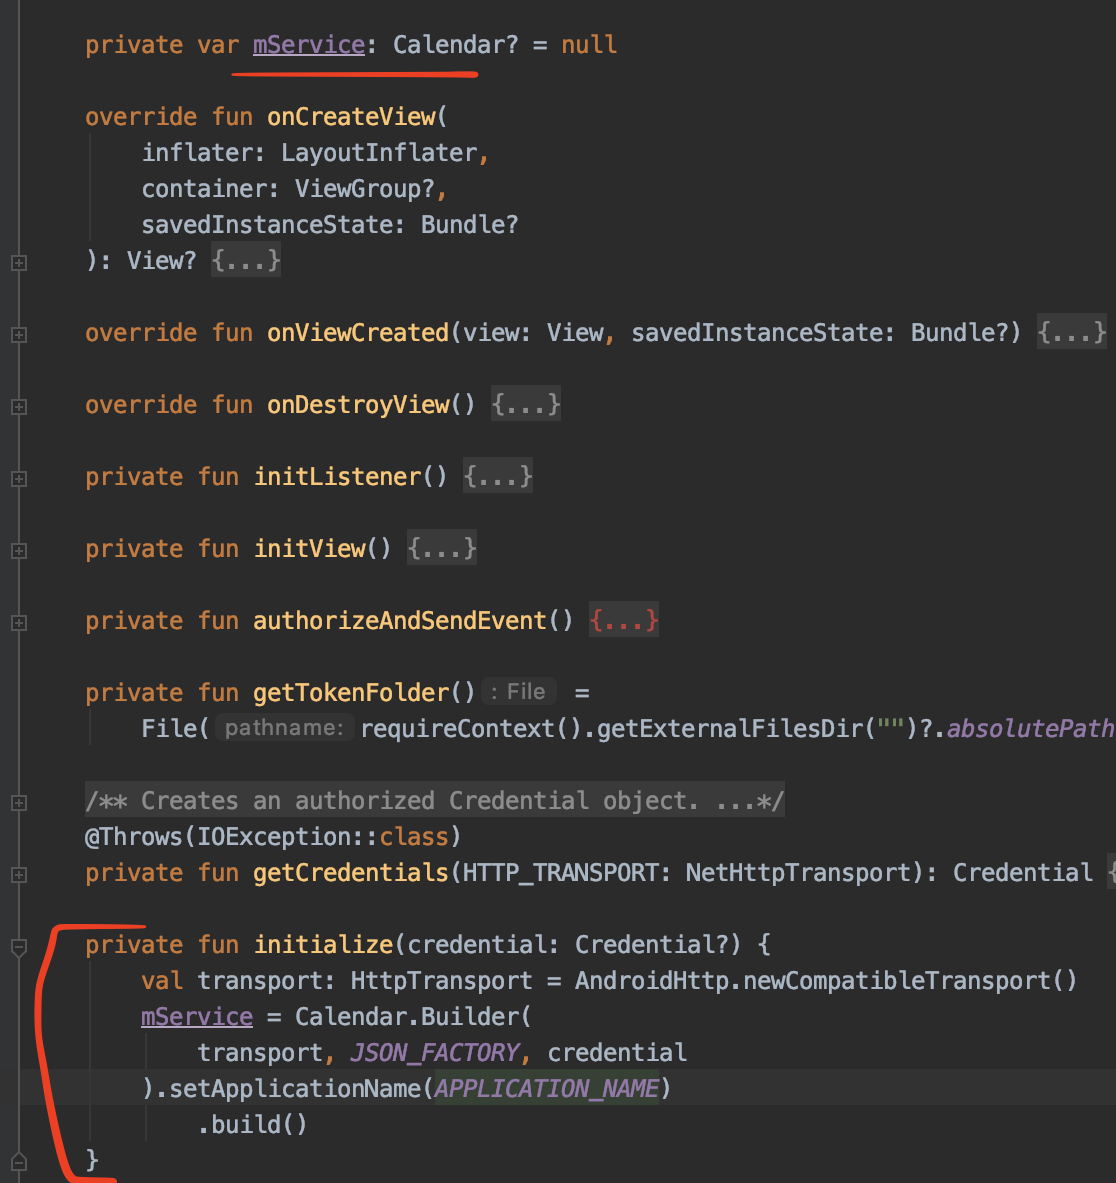 private var mService: Calendar? = null
override fun onCreateView(
inflater: LayoutInflater,
container: ViewGroup?,
savedInstanceState: Bundle?
): View? {...}
override fun onViewCreated(view: View, savedInstanceState: Bundle?) {...}
override fun onDestroyView() {...}
private fun initListener() {...}
private fun initView() {...}
private fun authorizeAndSendEvent() {...}
private fun getTokenFolder() : File =
File( pathname: requireContext().getExternalFilesDir("")?.absolutePath
/** Creates an authorized Credential object. ...*/
@Throws(IOException::class)
private fun getCredentials(HTTP_TRANSPORT: NetHttpTransport): Credential {
private fun initialize(credential: Credential?) {
val transport: HttpTransport = AndroidHttp.newCompatibleTransport()
mService = Calendar.Builder(
transport, JSON_FACTORY, credential
).setApplicationName(APPLICATION_NAME)
.build()
}